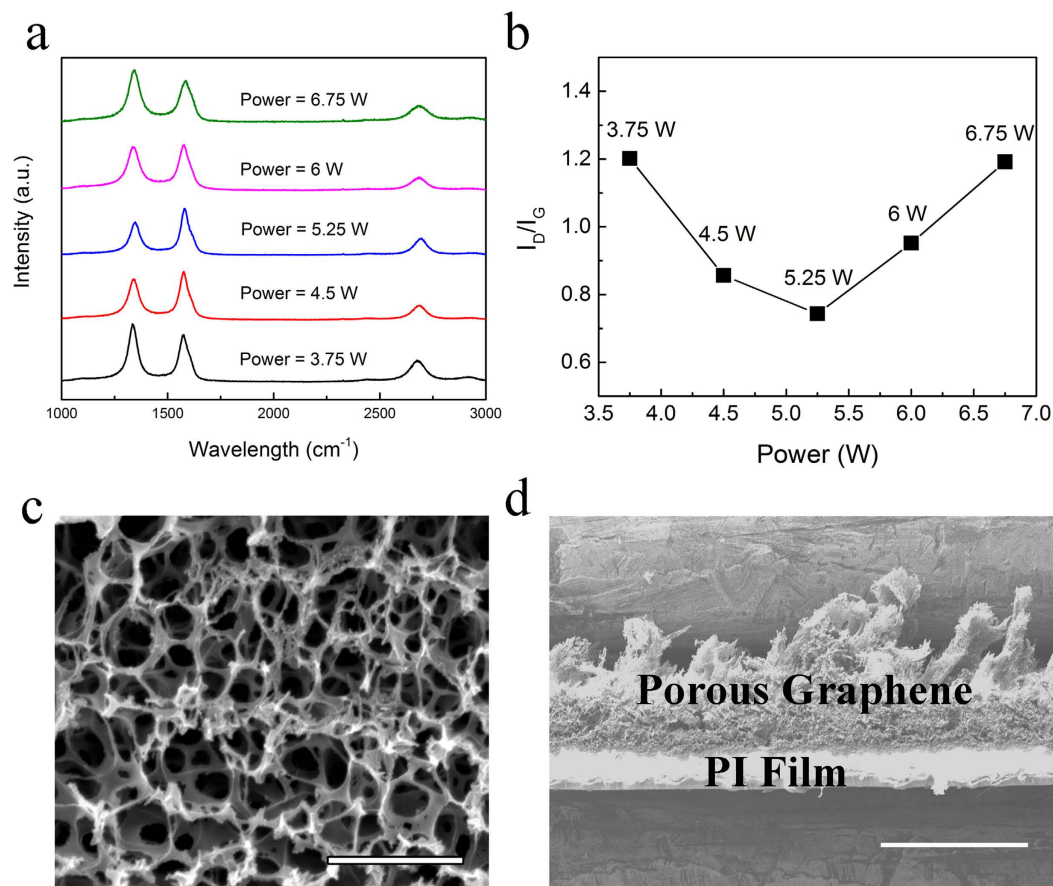 a
Power = 6.75 W
Power = 6 W
Power = 5.25 W
Power = 4.5 W
Power = 3.75 W
Intensity (a.u.)
1000 1500 2000 2500 3000
Wavelength (cm⁻¹)
b
1.4
1.2
1.0
0.8
0.6
I_D/I_G
3.75 W
4.5 W
5.25 W
6 W
6.75 W
3.5 4.0 4.5 5.0 5.5 6.0 6.5 7.0
Power (W)
c
d
Porous Graphene
PI Film